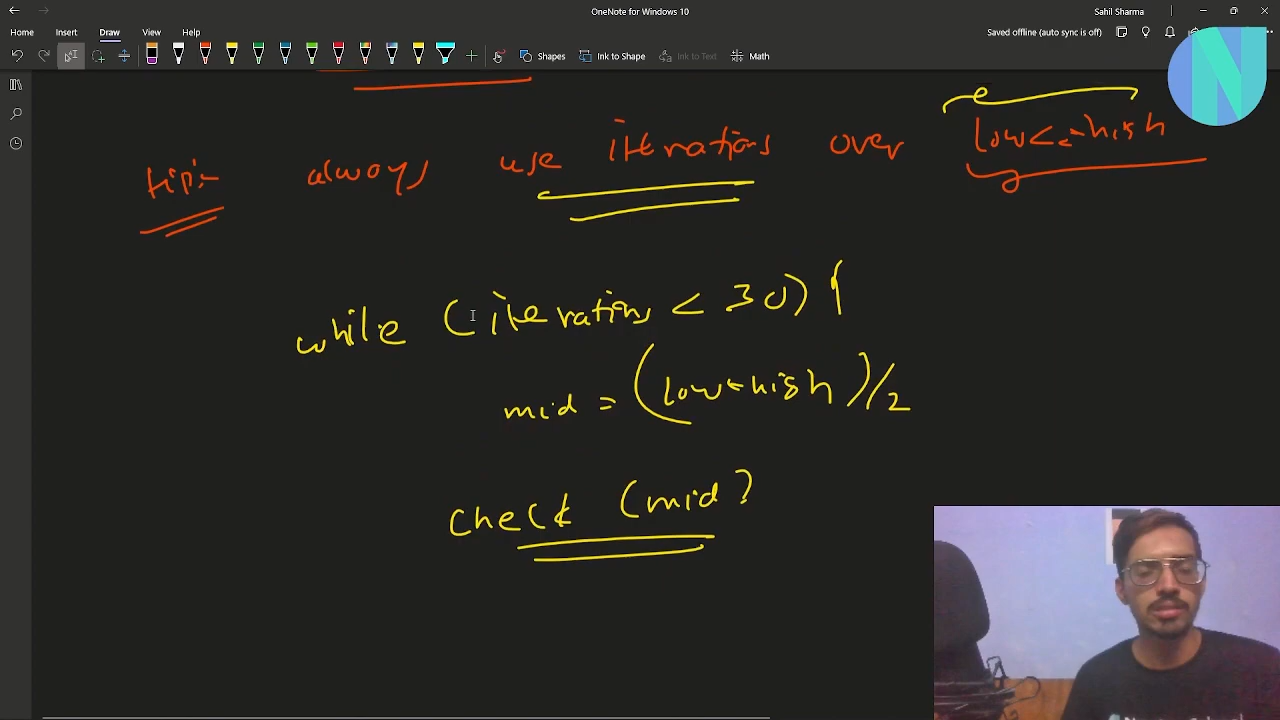 OneNote for Windows 10
Sahil Sharma
Home Insert Draw View Help
Saved offline (auto sync is off)
Shapes Ink to Shape Ink to Text Math
tip:- always use iterations over low<=high
while (iterations < 30) {
mid = (low+high)/2
check (mid)
N